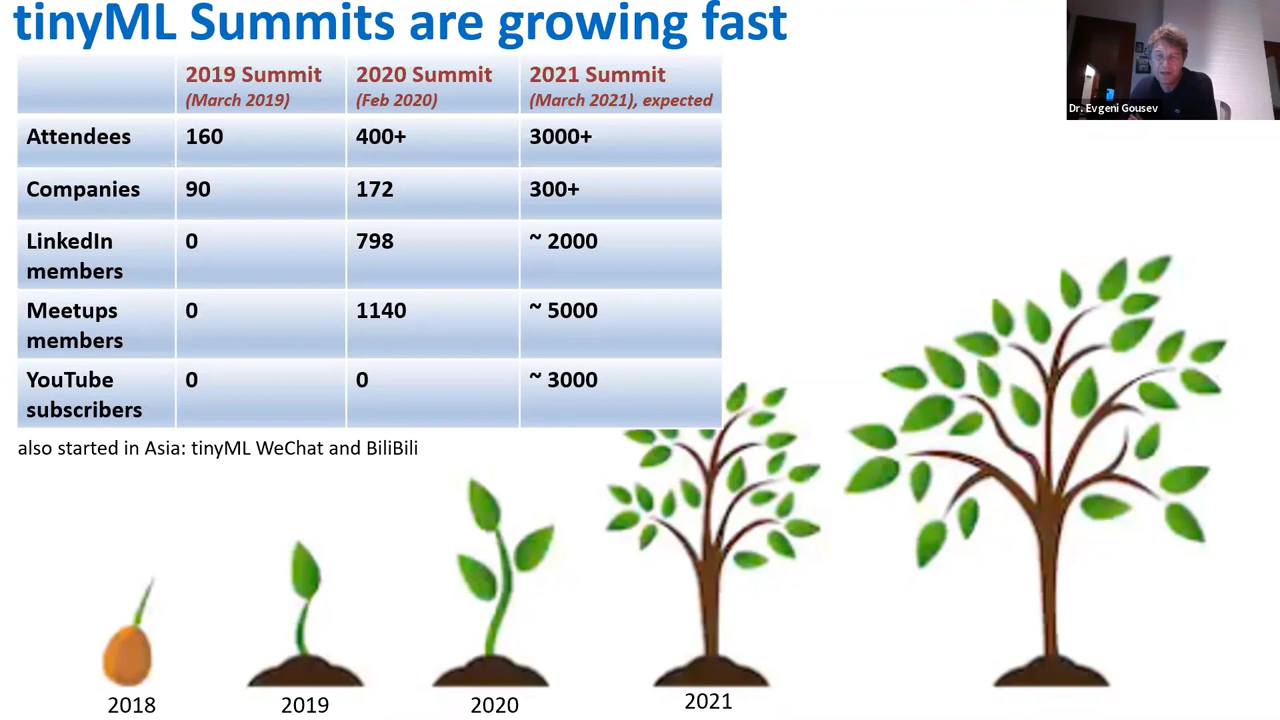 tinyML Summits are growing fast
2019 Summit 2020 Summit 2021 Summit
(March 2019) (Feb 2020) (March 2021), expected
Attendees 160 400+ 3000+
Companies 90 172 300+
LinkedIn 0 798 ~ 2000
members
Meetups 0 1140 ~ 5000
members
YouTube 0 0 ~ 3000
subscribers
also started in Asia: tinyML WeChat and BiliBili
2018 2019 2020 2021
Dr. Evgeni Gousev